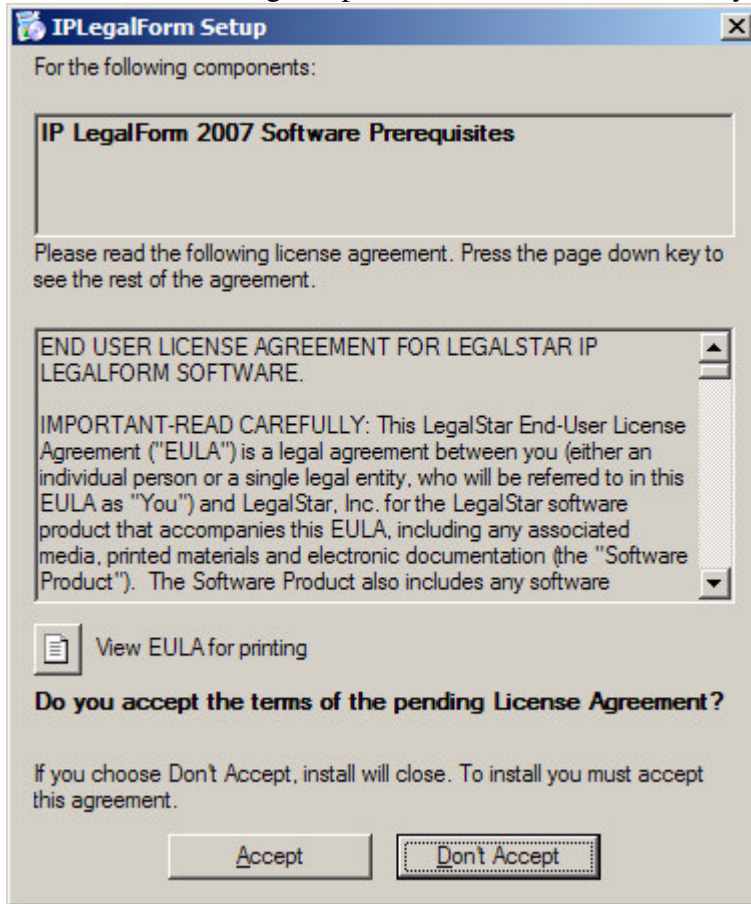 IPLegalForm Setup
For the following components:
IP LegalForm 2007 Software Prerequisites
Please read the following license agreement. Press the page down key to
see the rest of the agreement.
END USER LICENSE AGREEMENT FOR LEGALSTAR IP
LEGALFORM SOFTWARE.
IMPORTANT-READ CAREFULLY: This LegalStar End-User License
Agreement ("EULA") is a legal agreement between you (either an
individual person or a single legal entity, who will be referred to in this
EULA as "You") and LegalStar, Inc. for the LegalStar software
product that accompanies this EULA, including any associated
media, printed materials and electronic documentation (the "Software
Product").  The Software Product also includes any software
View EULA for printing
Do you accept the terms of the pending License Agreement?
If you choose Don't Accept, install will close. To install you must accept
this agreement.
Accept
Don't Accept